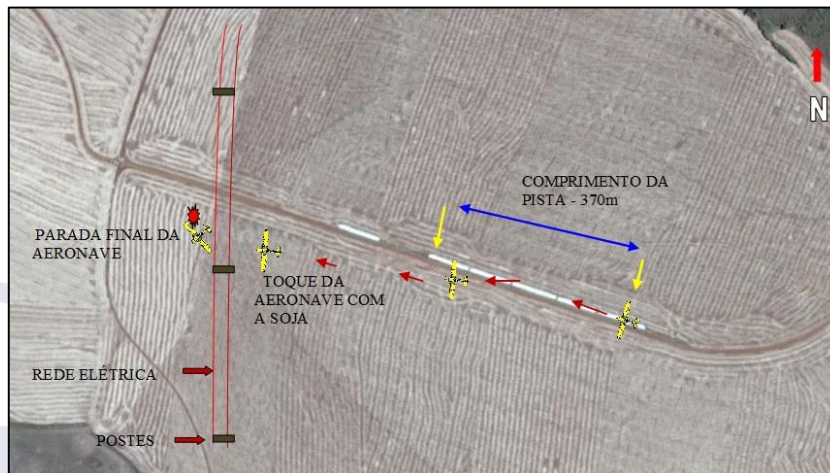 N
COMPRIMENTO DA
PISTA - 370m
PARADA FINAL DA
AERONAVE
TOQUE DA
AERONAVE COM
A SOJA
REDE ELÉTRICA
POSTES